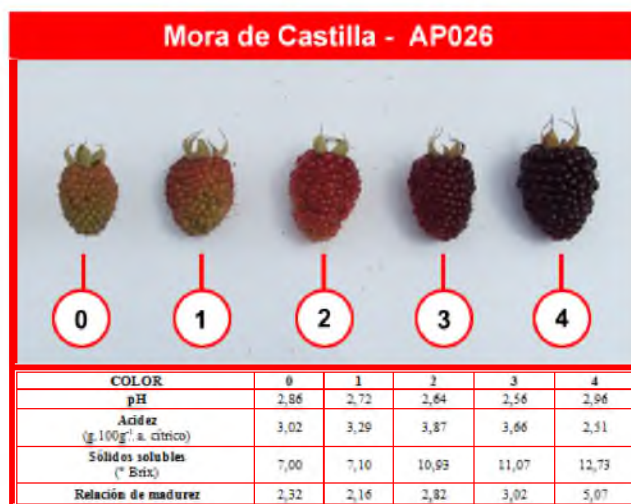 Mora de Castilla - AP026
0 1 2 3 4
COLOR 0 1 2 3 4
pH 2,86 2,72 2,64 2,56 2,96
Acidez
(g.100g⁻¹. a. cítrico) 3,02 3,29 3,87 3,66 2,51
Sólidos solubles
(° Brix) 7,00 7,10 10,93 11,07 12,73
Relación de madurez 2,32 2,16 2,82 3,02 5,07